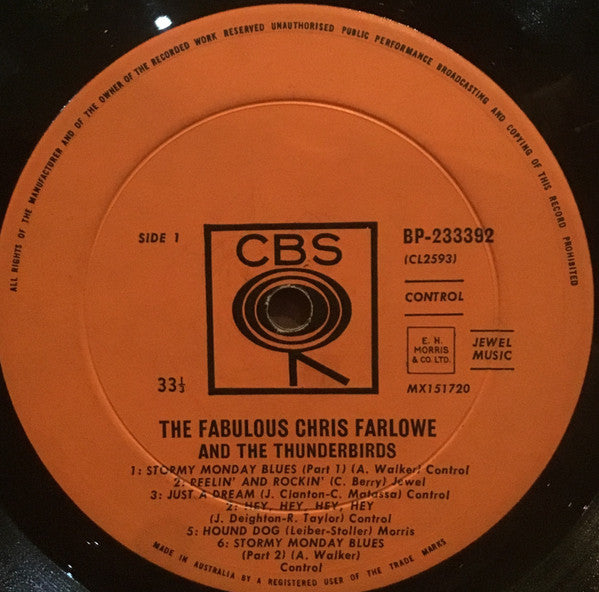 ALL RIGHTS OF THE MANUFACTURER AND OF THE OWNER OF THE RECORDED WORK RESERVED UNAUTHORISED PUBLIC PERFORMANCE BROADCASTING AND COPYING OF THIS RECORD PROHIBITED
SIDE 1
CBS
BP-233392
(CL2593)
CONTROL
E. H.
MORRIS
& CO LTD.
JEWEL
MUSIC
33⅓
MX151720
THE FABULOUS CHRIS FARLOWE
AND THE THUNDERBIRDS
1: STORMY MONDAY BLUES (Part 1) (A. Walker) Control
2: REELIN' AND ROCKIN' (C. Berry) Jewel
3: JUST A DREAM (J. Clanton-C. Matassa) Control
2: HEY, HEY, HEY, HEY
(J. Deighton-R. Taylor) Control
5: HOUND DOG (Leiber-Stoller) Morris
6: STORMY MONDAY BLUES
(Part 2) (A. Walker)
Control
MADE IN AUSTRALIA BY A REGISTERED USER OF THE TRADE MARKS